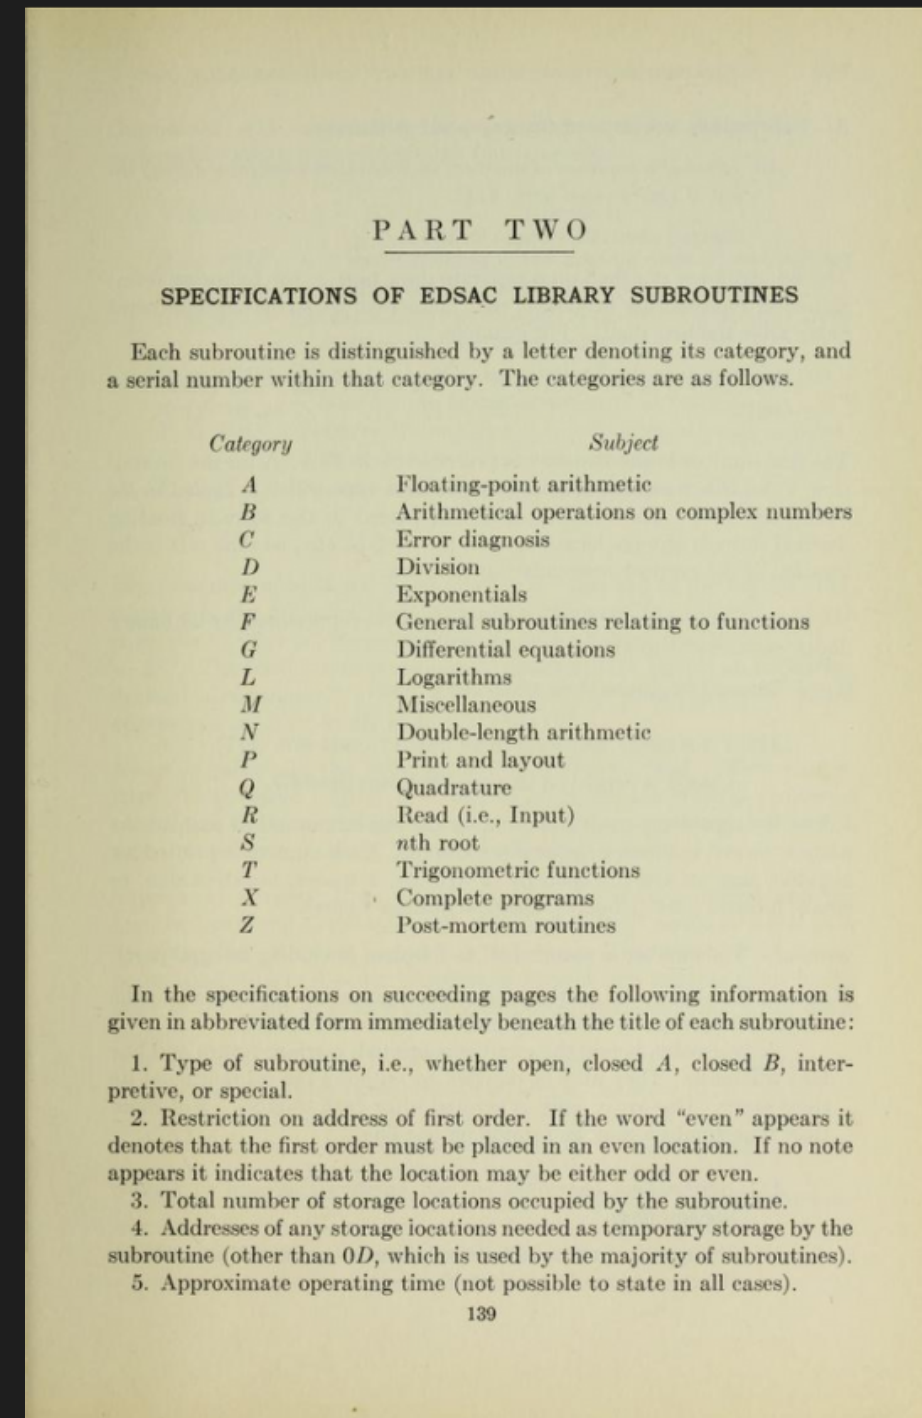 PART TWO
SPECIFICATIONS OF EDSAC LIBRARY SUBROUTINES
Each subroutine is distinguished by a letter denoting its category, and
a serial number within that category. The categories are as follows.
Category Subject
A Floating-point arithmetic
B Arithmetical operations on complex numbers
C Error diagnosis
D Division
E Exponentials
F General subroutines relating to functions
G Differential equations
L Logarithms
M Miscellaneous
N Double-length arithmetic
P Print and layout
Q Quadrature
R Read (i.e., Input)
S nth root
T Trigonometric functions
X Complete programs
Z Post-mortem routines
In the specifications on succeeding pages the following information is
given in abbreviated form immediately beneath the title of each subroutine:
1. Type of subroutine, i.e., whether open, closed A, closed B, inter-
pretive, or special.
2. Restriction on address of first order. If the word “even” appears it
denotes that the first order must be placed in an even location. If no note
appears it indicates that the location may be either odd or even.
3. Total number of storage locations occupied by the subroutine.
4. Addresses of any storage locations needed as temporary storage by the
subroutine (other than 0D, which is used by the majority of subroutines).
5. Approximate operating time (not possible to state in all cases).
139